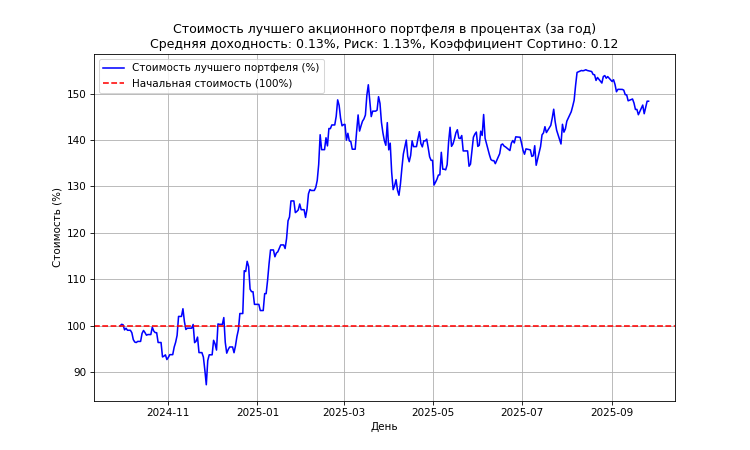 Стоимость лучшего акционного портфеля в процентах (за год)
Средняя доходность: 0.13%, Риск: 1.13%, Коэффициент Сортино: 0.12
Стоимость лучшего портфеля (%)
Начальная стоимость (100%)
Стоимость (%)
150
140
130
120
110
100
90
2024-11
2025-01
2025-03
2025-05
2025-07
2025-09
День